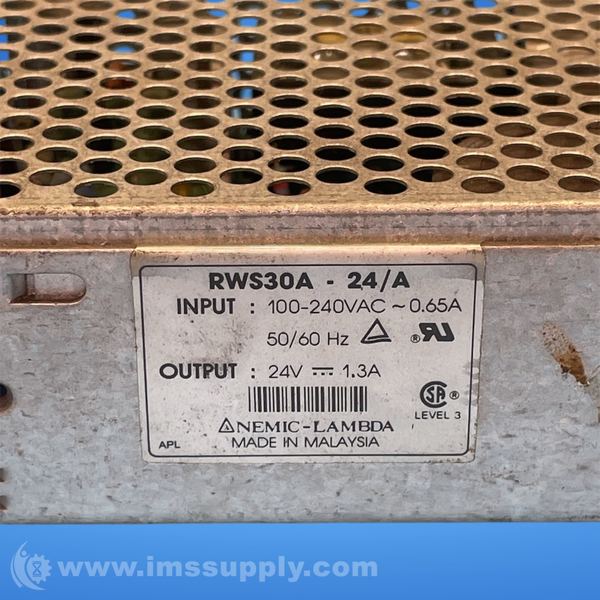 RWS30A - 24/A
INPUT : 100-240VAC ~ 0.65A
50/60 Hz
OUTPUT : 24V ⎓ 1.3A
NEMIC-LAMBDA
APL MADE IN MALAYSIA
LEVEL 3
www.imssupply.com